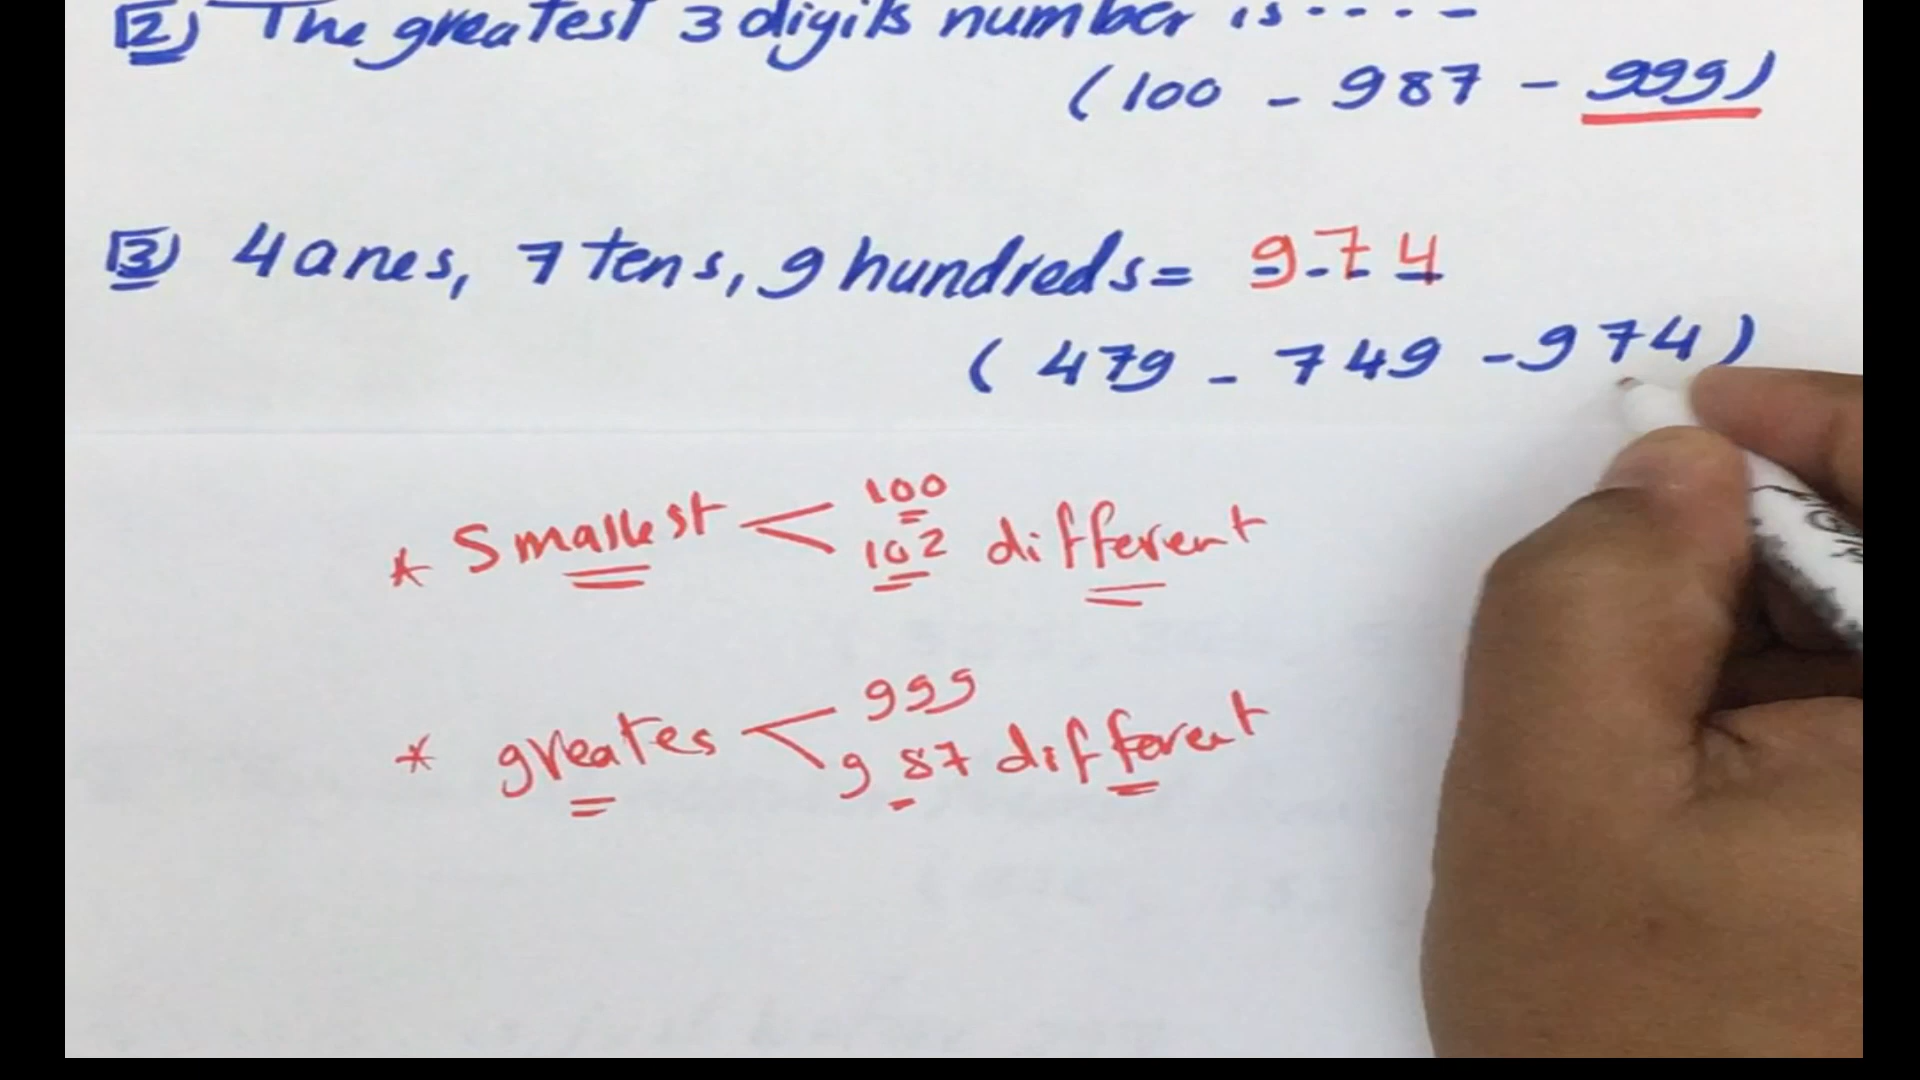 2) The greatest 3 digits number is - - - -
(100 - 987 - 999)
3) 4 anes, 7 tens, 9 hundreds = 974
(479 - 749 - 974)
* Smallest < 100
102 different
* greates < 999
987 different